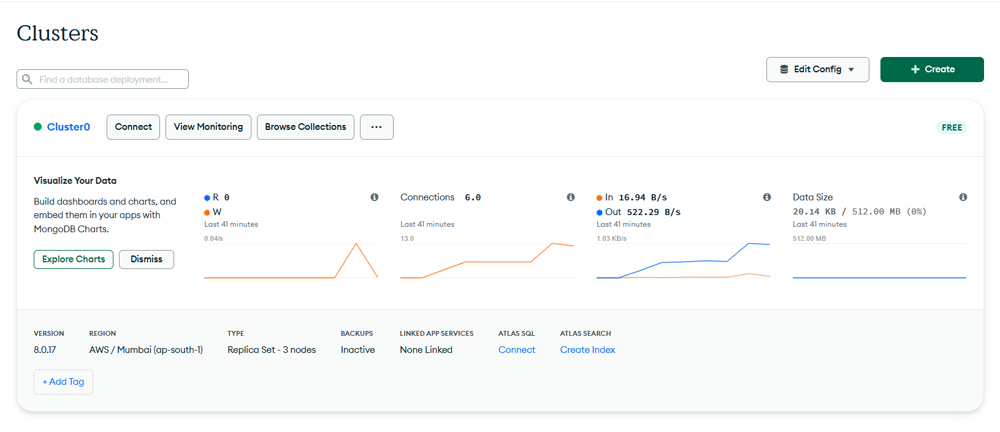 Clusters
Find a database deployment...
Edit Config
Create
Cluster0
Connect
View Monitoring
Browse Collections
...
FREE
Visualize Your Data
Build dashboards and charts, and
embed them in your apps with
MongoDB Charts.
Explore Charts
Dismiss
R 0
W
Last 41 minutes
0.04/s
Connections 6.0
Last 41 minutes
13.0
In 16.94 B/s
Out 522.29 B/s
Last 41 minutes
1.03 KB/s
Data Size
20.14 KB / 512.00 MB (0%)
Last 41 minutes
512.00 MB
VERSION
8.0.17
REGION
AWS / Mumbai (ap-south-1)
TYPE
Replica Set - 3 nodes
BACKUPS
Inactive
LINKED APP SERVICES
None Linked
ATLAS SQL
Connect
ATLAS SEARCH
Create Index
+ Add Tag